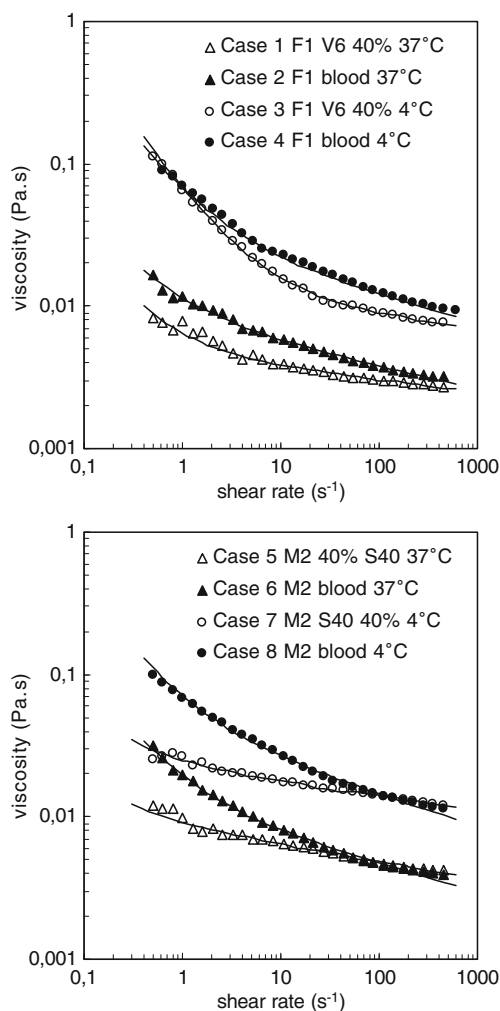 1
△ Case 1 F1 V6 40% 37°C
▲ Case 2 F1 blood 37°C
○ Case 3 F1 V6 40% 4°C
● Case 4 F1 blood 4°C
0,1
viscosity (Pa.s)
0,01
0,001
0,1 1 10 100 1000
shear rate (s⁻¹)
1
△ Case 5 M2 40% S40 37°C
▲ Case 6 M2 blood 37°C
○ Case 7 M2 S40 40% 4°C
● Case 8 M2 blood 4°C
0,1
viscosity (Pa.s)
0,01
0,001
0,1 1 10 100 1000
shear rate (s⁻¹)